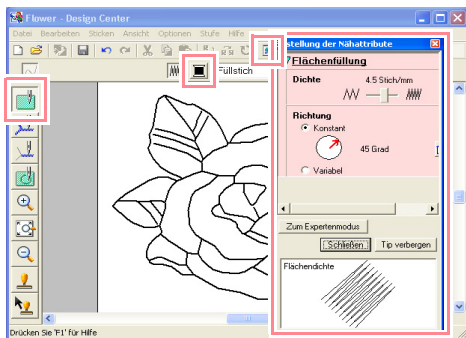 Flower - Design Center
Datei Bearbeiten Sticken Ansicht Optionen Stufe Hilfe
Füllstich
stellung der Nähattribute
Flächenfüllung
Dichte 4.5 Stich/mm
Richtung
Konstant
45 Grad
Variabel
Zum Expertenmodus
Schließen Tip verbergen
Flächendichte
Drücken Sie 'F1' für Hilfe